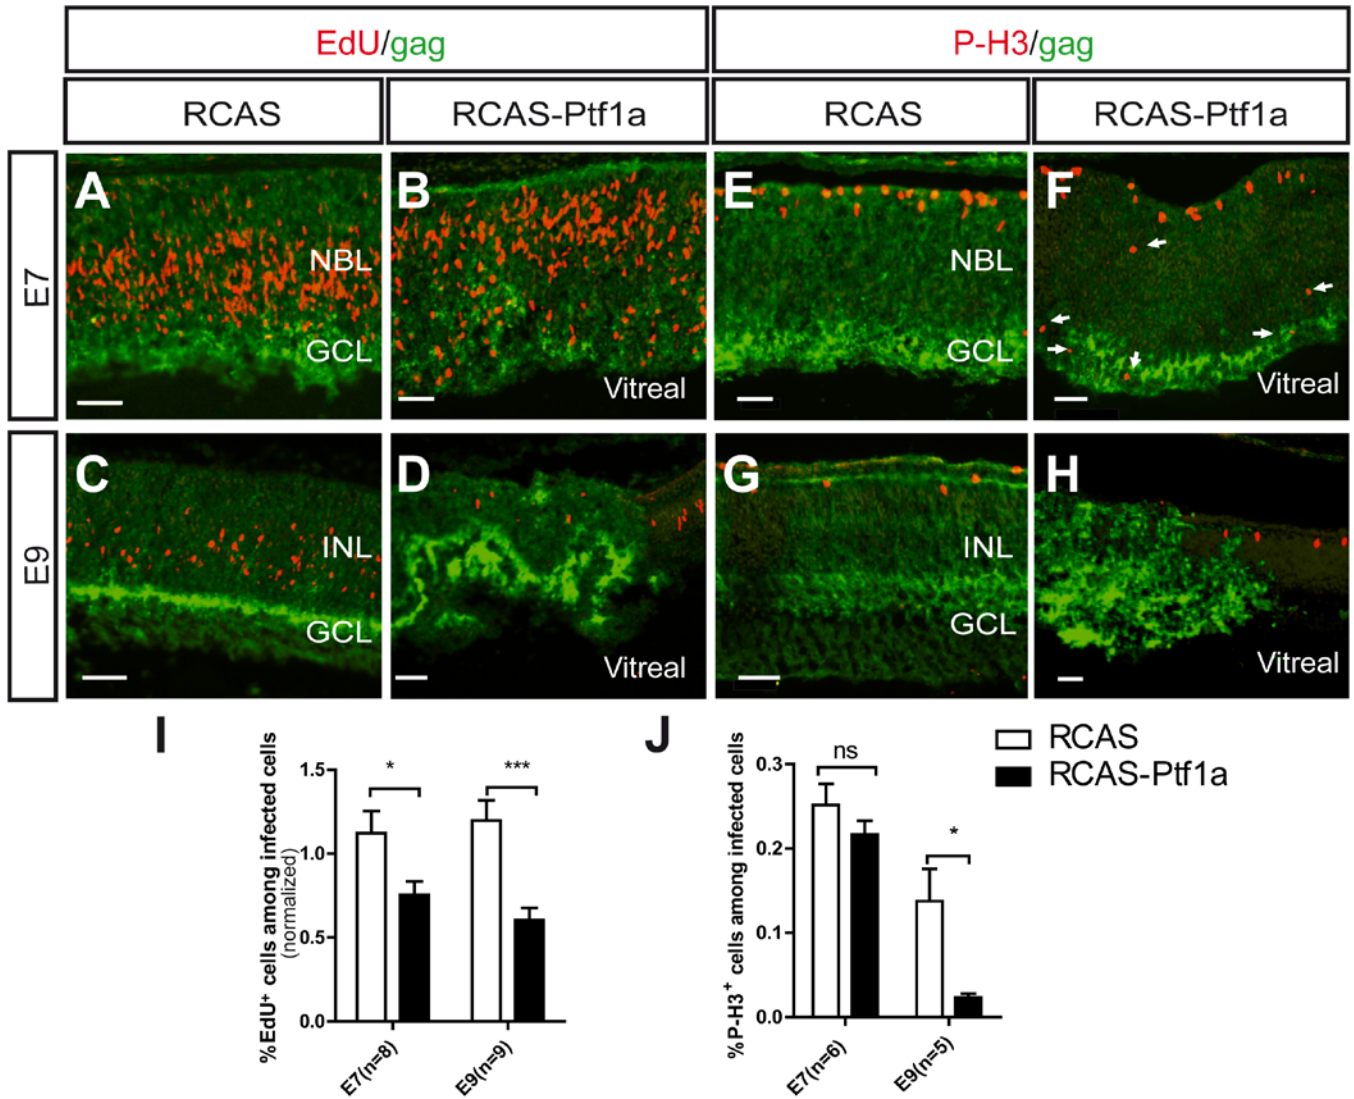 EdU/gag
P-H3/gag
RCAS
RCAS-Ptf1a
RCAS
RCAS-Ptf1a
E7
A
NBL
GCL
B
Vitreal
E
NBL
GCL
F
Vitreal
E9
C
INL
GCL
D
Vitreal
G
INL
GCL
H
Vitreal
I
%EdU⁺ cells among infected cells
(normalized)
1.5
1.0
0.5
0.0
*
***
E7(n=8)
E9(n=9)
J
%P-H3⁺ cells among infected cells
0.3
0.2
0.1
0.0
ns
*
E7(n=6)
E9(n=5)
RCAS
RCAS-Ptf1a